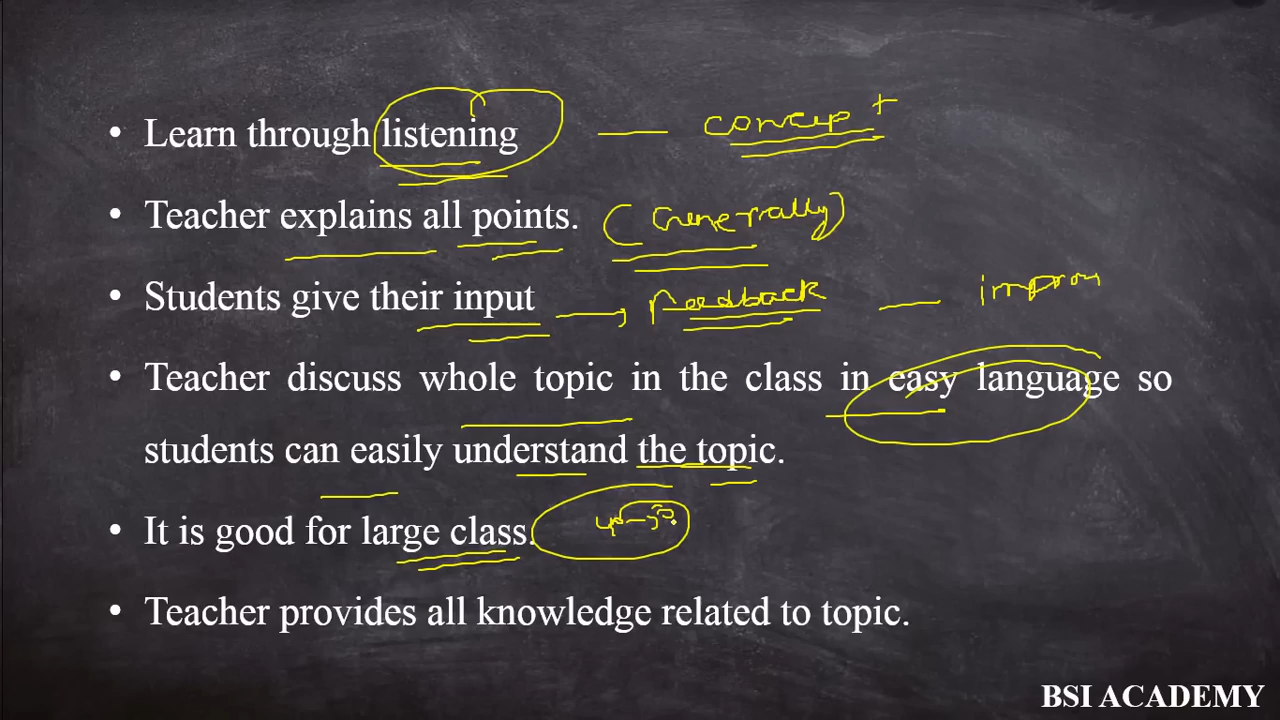 • Learn through listening — concept
• Teacher explains all points. (Generally)
• Students give their input → feedback — improv
• Teacher discuss whole topic in the class in easy language so
students can easily understand the topic.
• It is good for large class.
• Teacher provides all knowledge related to topic.
BSI ACADEMY